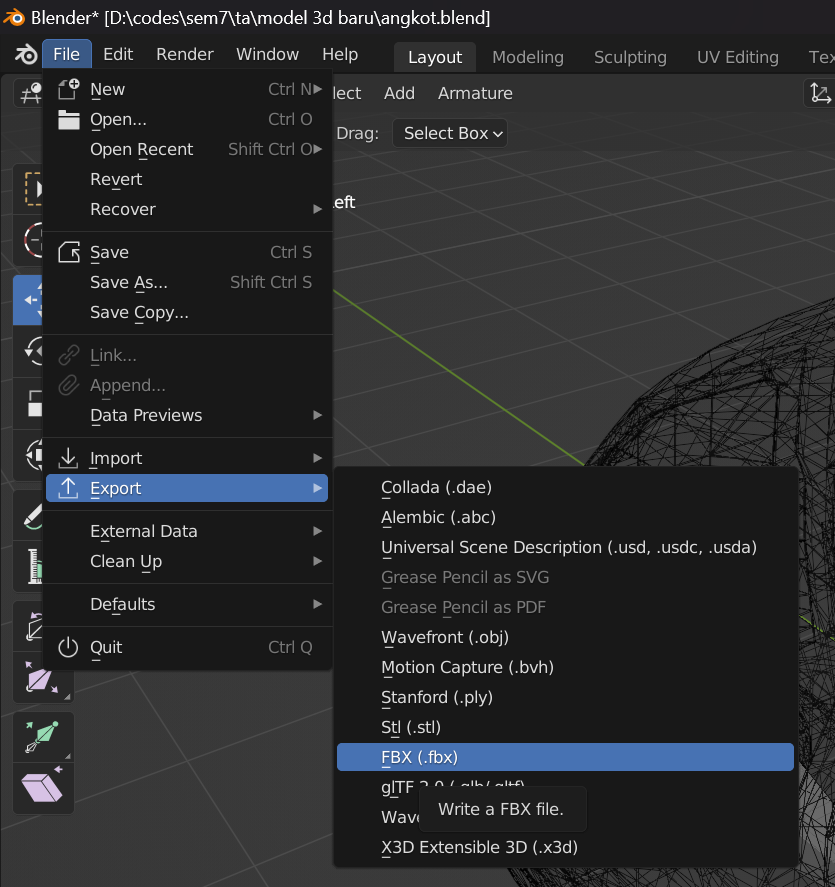 Blender* [D:\codes\sem7\ta\model 3d baru\angkot.blend]
File Edit Render Window Help Layout Modeling Sculpting UV Editing
New Ctrl N
Add Armature
Open... Ctrl O
Open Recent Shift Ctrl O
Drag: Select Box
Revert
Recover
Save Ctrl S
Save As... Shift Ctrl S
Save Copy...
Link...
Append...
Data Previews
Import
Export
External Data
Clean Up
Defaults
Quit Ctrl Q
Collada (.dae)
Alembic (.abc)
Universal Scene Description (.usd, .usdc, .usda)
Grease Pencil as SVG
Grease Pencil as PDF
Wavefront (.obj)
Motion Capture (.bvh)
Stanford (.ply)
Stl (.stl)
FBX (.fbx)
glTF 2.0 (.glb/.gltf)
Write a FBX file.
X3D Extensible 3D (.x3d)